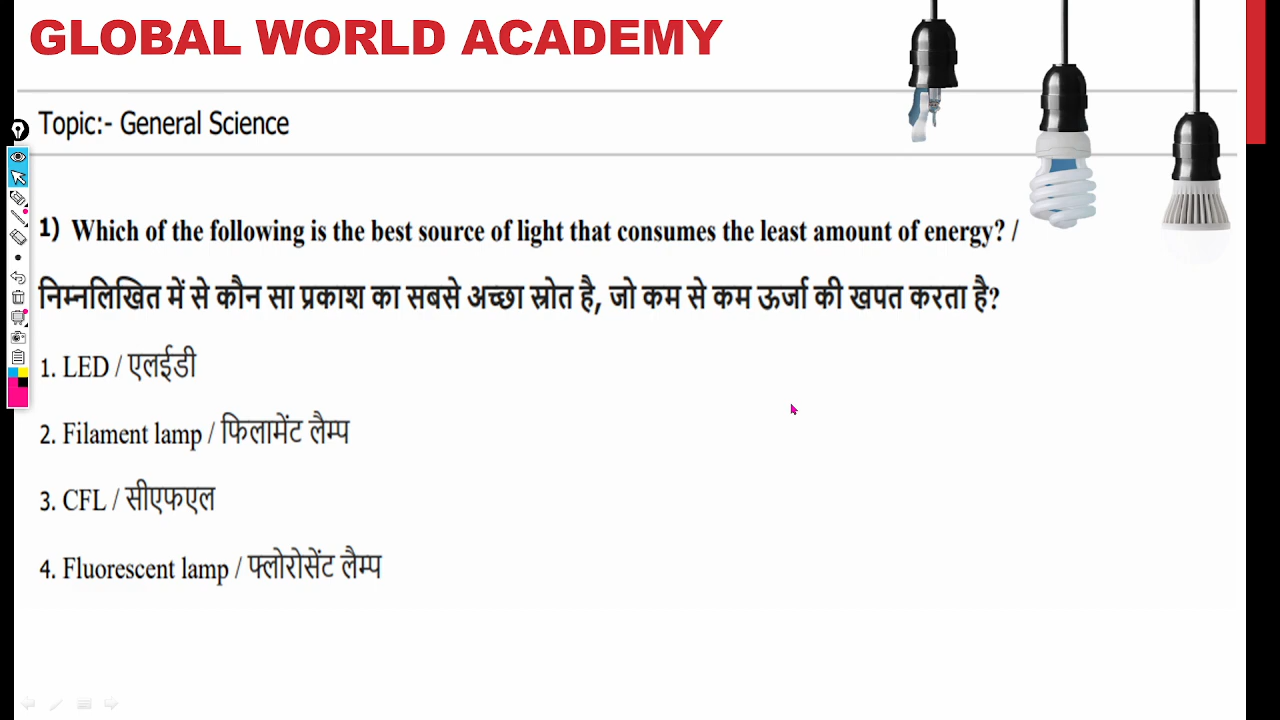 GLOBAL WORLD ACADEMY
Topic:- General Science
1) Which of the following is the best source of light that consumes the least amount of energy? /
निम्नलिखित में से कौन सा प्रकाश का सबसे अच्छा स्रोत है, जो कम से कम ऊर्जा की खपत करता है?
1. LED / एलईडी
2. Filament lamp / फिलामेंट लैम्प
3. CFL / सीएफएल
4. Fluorescent lamp / फ्लोरोसेंट लैम्प